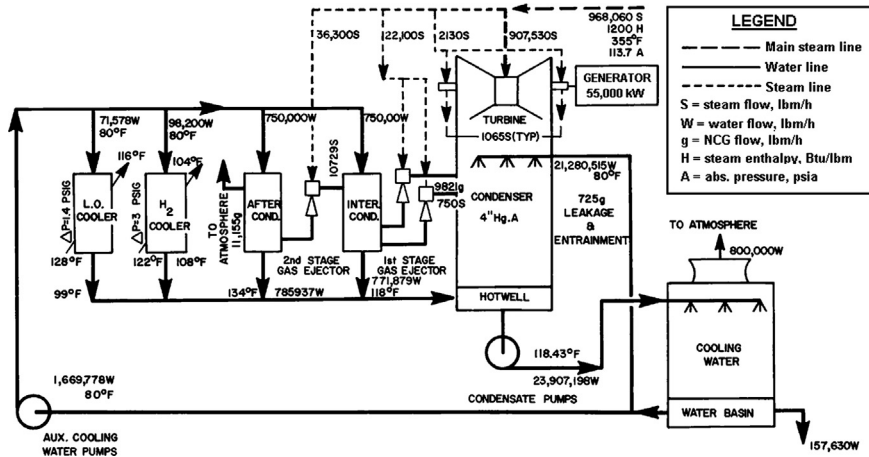 36,300S
22,100S
2130S
907,530S
968,060 S
1200 H
355°F
113.7 A
LEGEND
Main steam line
Water line
Steam line
S = steam flow, lbm/h
W = water flow, lbm/h
g = NCG flow, lbm/h
H = steam enthalpy, Btu/lbm
A = abs. pressure, psia
GENERATOR
55,000 kW
TURBINE
1065S(TYP)
71,578W
80°F
98,200W
80°F
750,000W
750,00W
10729S
116°F
104°F
L.O.
COOLER
ΔP=1.4 PSIG
128°F
H2
COOLER
ΔP=3 PSIG
122°F
108°F
TO
ATMOSPHERE
11,155g
AFTER
COND.
INTER.
COND.
2nd STAGE
GAS EJECTOR
1st STAGE
GAS EJECTOR
9821g
750S
CONDENSER
4"Hg.A
21,280,515W
80°F
725g
LEAKAGE
&
ENTRAINMENT
TO ATMOSPHERE
800,000W
99°F
134°F
785937W
771,879W
118°F
HOTWELL
118.43°F
23,907,198W
CONDENSATE PUMPS
COOLING
WATER
WATER BASIN
157,630W
1,669,778W
80°F
AUX. COOLING
WATER PUMPS